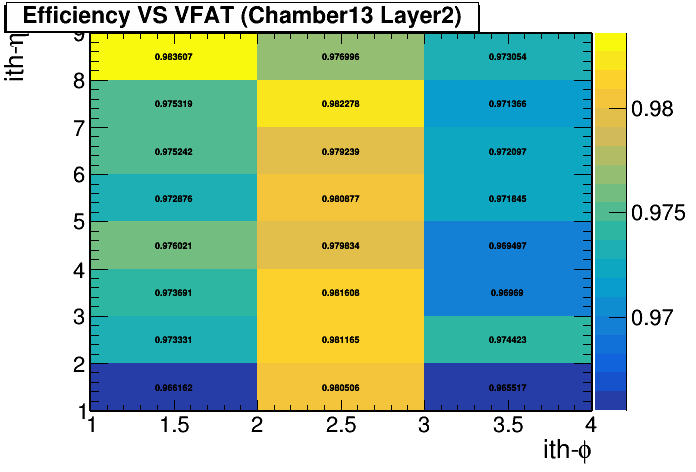 Efficiency VS VFAT (Chamber13 Layer2)
ith-η
9
8
7
6
5
4
3
2
1
0.983607 0.976996 0.973054
0.975319 0.982278 0.971366
0.975242 0.979239 0.972097
0.972876 0.980877 0.971845
0.976021 0.979834 0.969497
0.973691 0.981608 0.96969
0.973331 0.981165 0.974423
0.966162 0.980506 0.965517
1 1.5 2 2.5 3 3.5 4
ith-ϕ
0.98
0.975
0.97